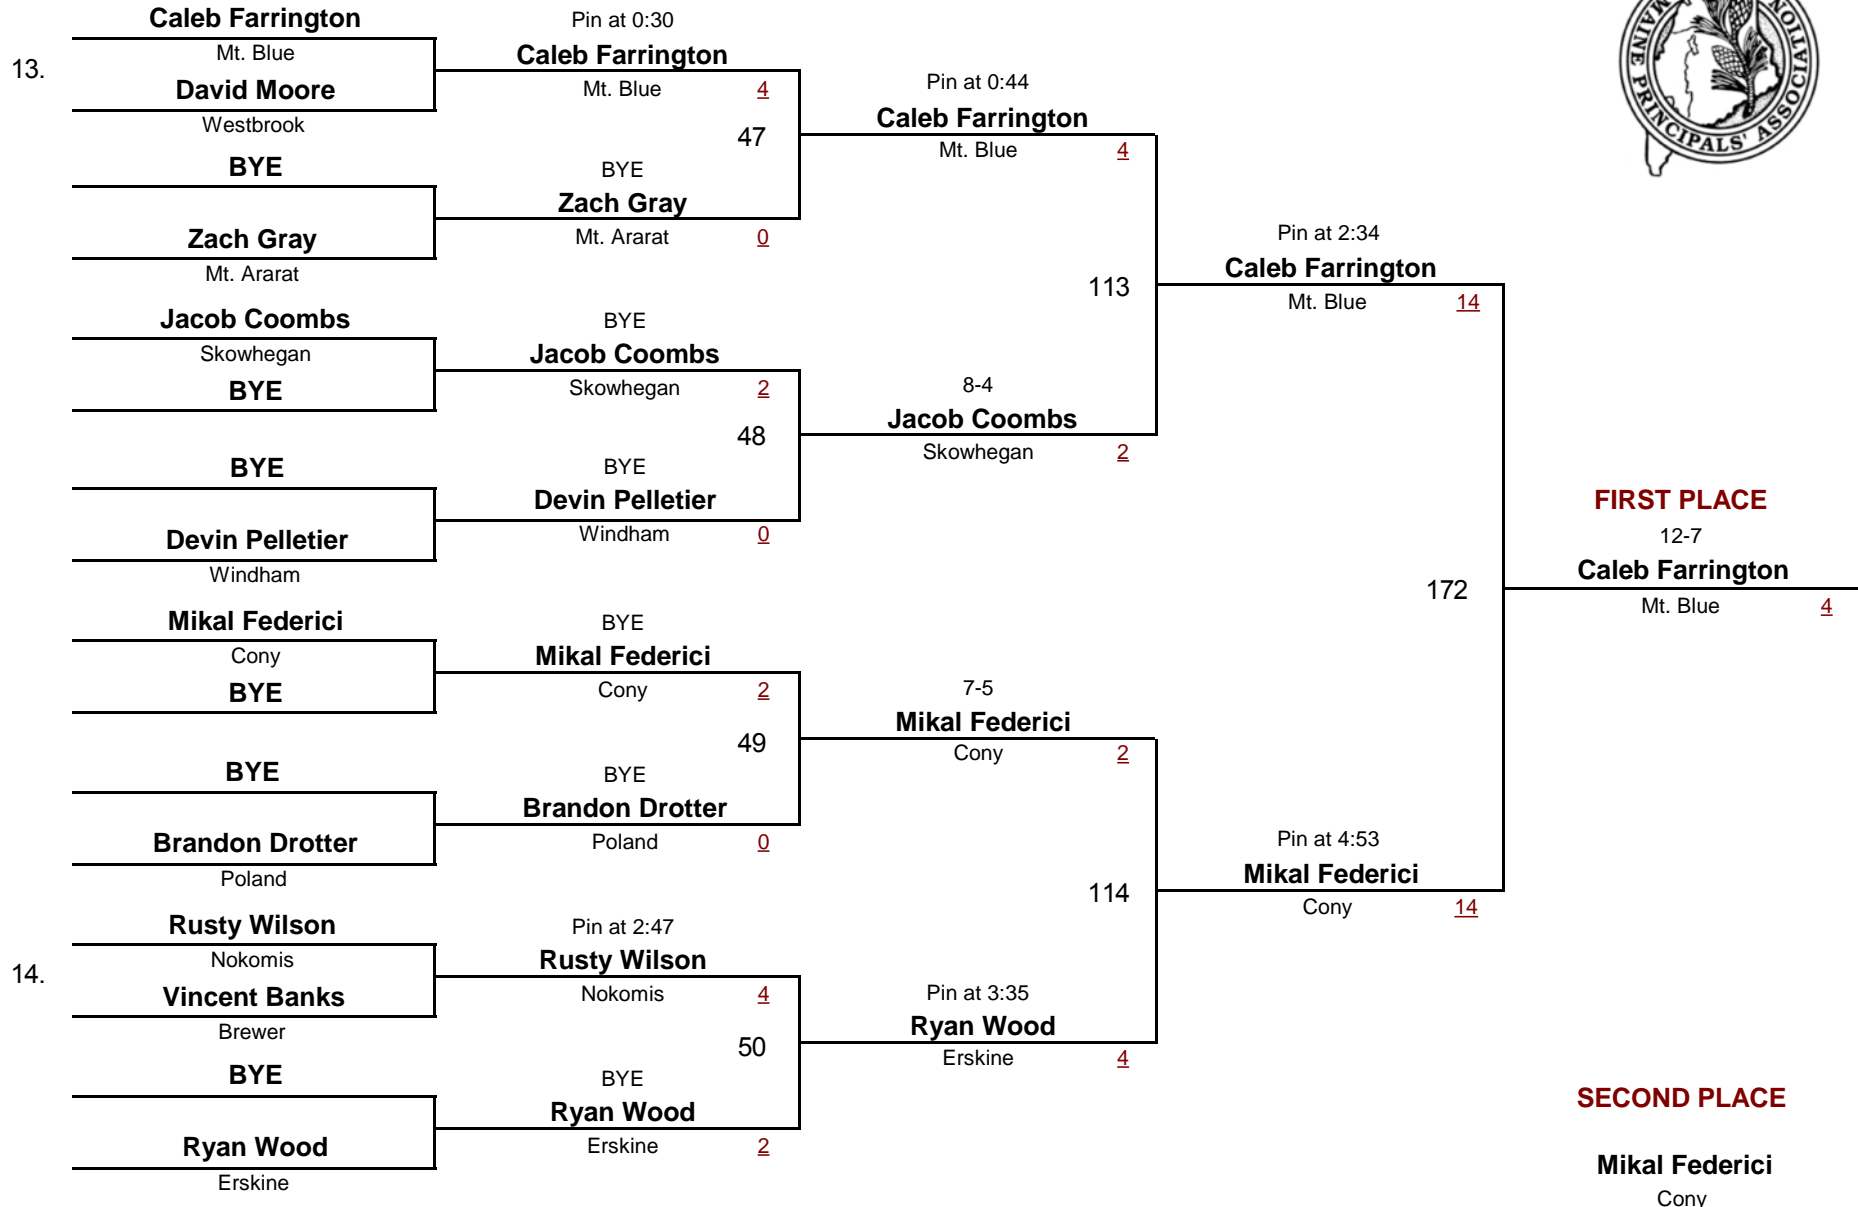 Caleb Farrington
Mt. Blue
13.
David Moore
Westbrook
BYE
Zach Gray
Mt. Ararat
Jacob Coombs
Skowhegan
BYE
BYE
Devin Pelletier
Windham
Mikal Federici
Cony
BYE
BYE
Brandon Drotter
Poland
Rusty Wilson
Nokomis
14.
Vincent Banks
Brewer
BYE
Ryan Wood
Erskine
Pin at 0:30
Caleb Farrington
Mt. Blue 4
47
BYE
Zach Gray
Mt. Ararat 0
BYE
Jacob Coombs
Skowhegan 2
48
BYE
Devin Pelletier
Windham 0
BYE
Mikal Federici
Cony 2
49
BYE
Brandon Drotter
Poland 0
Pin at 2:47
Rusty Wilson
Nokomis 4
50
BYE
Ryan Wood
Erskine 2
Pin at 0:44
Caleb Farrington
Mt. Blue 4
113
8-4
Jacob Coombs
Skowhegan 2
7-5
Mikal Federici
Cony 2
114
Pin at 3:35
Ryan Wood
Erskine 4
Pin at 2:34
Caleb Farrington
Mt. Blue 14
172
Pin at 4:53
Mikal Federici
Cony 14
MAINE PRINCIPALS' ASSOCIATION
FIRST PLACE
12-7
Caleb Farrington
Mt. Blue 4
SECOND PLACE
Mikal Federici
Cony